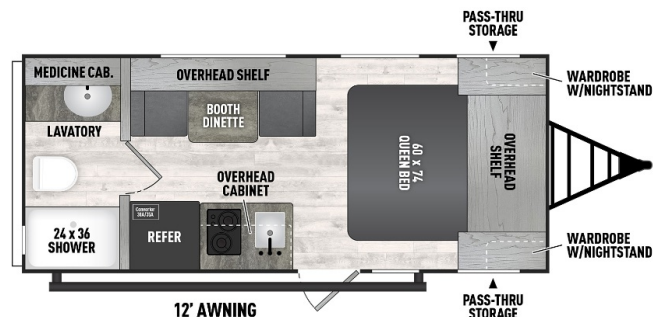 PASS-THRU
STORAGE
MEDICINE CAB.
OVERHEAD SHELF
WARDROBE
W/NIGHTSTAND
BOOTH
DINETTE
LAVATORY
60 x 74
QUEEN BED
OVERHEAD
SHELF
OVERHEAD
CABINET
24 x 36
SHOWER
REFER
WARDROBE
W/NIGHTSTAND
12' AWNING
PASS-THRU
STORAGE